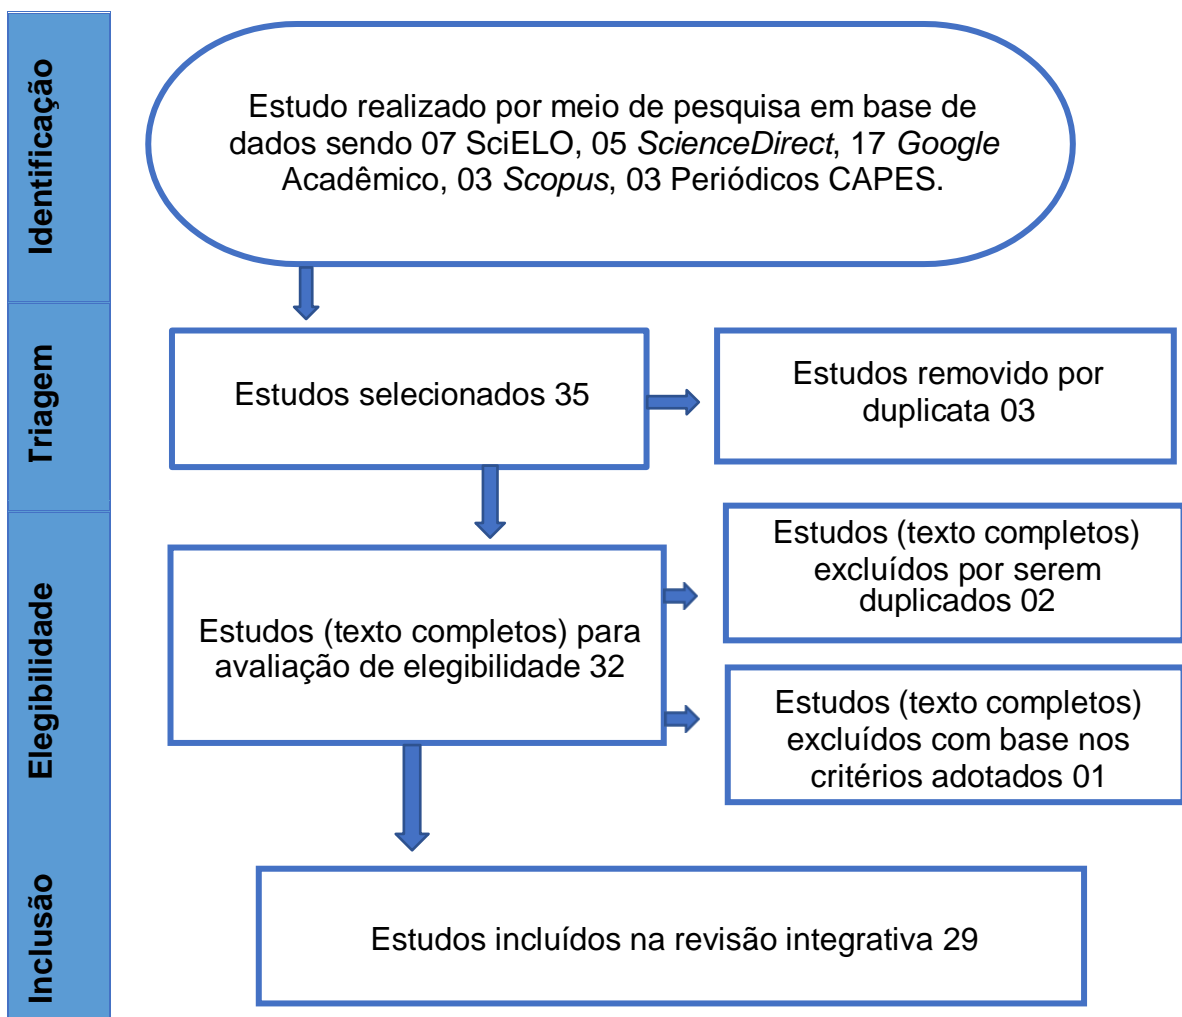 Identificação
Estudo realizado por meio de pesquisa em base de
dados sendo 07 SciELO, 05 ScienceDirect, 17 Google
Acadêmico, 03 Scopus, 03 Periódicos CAPES.
Triagem
Estudos selecionados 35
Estudos removido por
duplicata 03
Elegibilidade
Estudos (texto completos) para
avaliação de elegibilidade 32
Estudos (texto completos)
excluídos por serem
duplicados 02
Estudos (texto completos)
excluídos com base nos
critérios adotados 01
Inclusão
Estudos incluídos na revisão integrativa 29